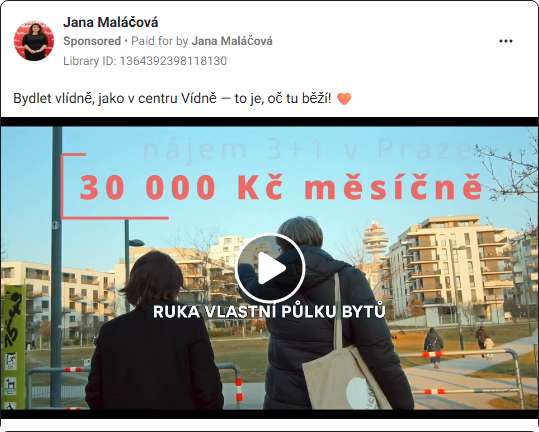 Jana Maláčová
Sponsored • Paid for by Jana Maláčová
Library ID: 1364392398118130
Bydlet vlídně, jako v centru Vídně — to je, oč tu běží!
nájem 3+1 v Praze
30 000 Kč měsíčně
RUKA VLASTNÍ PŮLKU BYTŮ